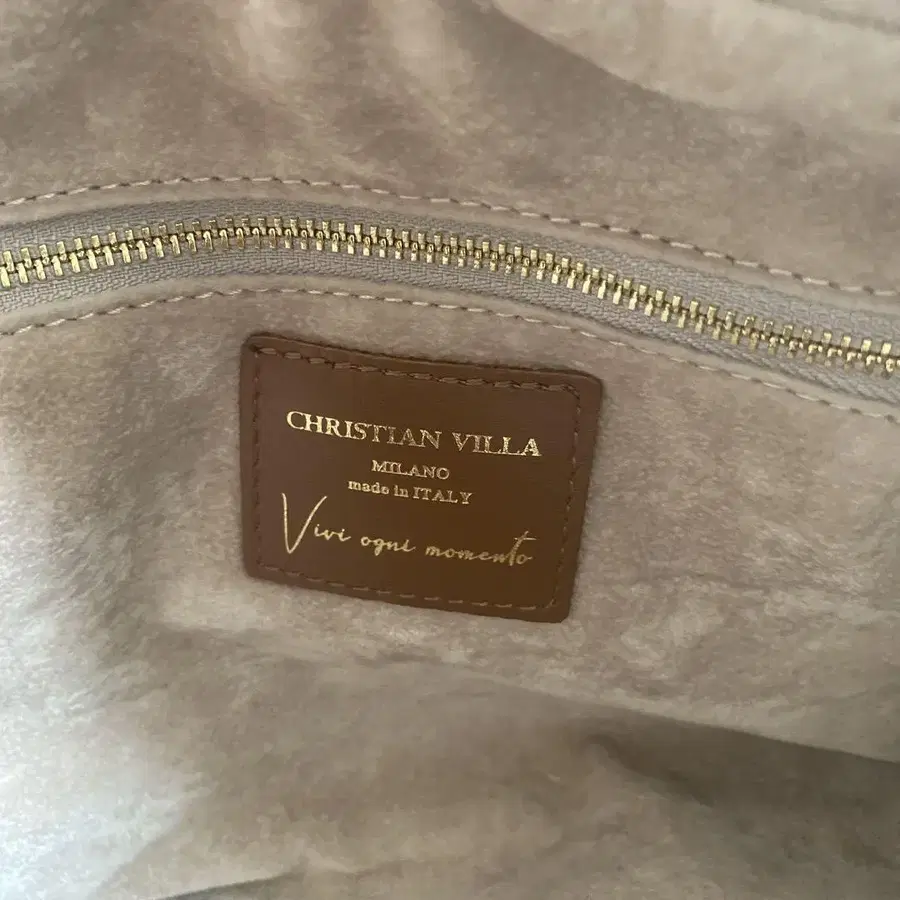 CHRISTIAN VILLA
MILANO
made in ITALY
Vivi ogni momento